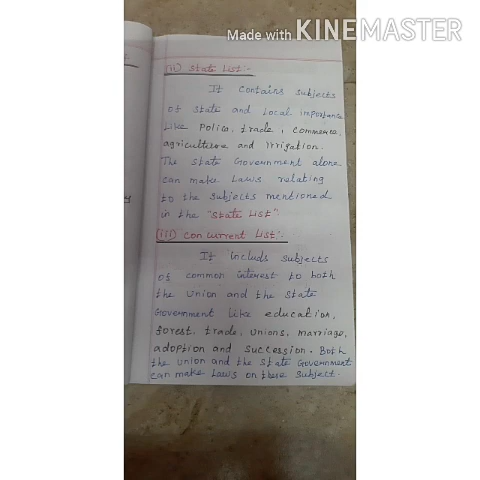 Made with KINEMASTER
(ii) State List :-
It contains subjects
of state and Local importance
Like Police, trade, commerce,
agriculture and irrigation.
The State Government alone
can make Laws relating
to the subjects mentioned
in the "State List"
(iii) Concurrent List :-
It includs subjects
of common interest to both
the union and the state
Government like education,
forest, trade, unions, marriage,
adoption and succession. Both
the union and the state Government
can make Laws on these subject.